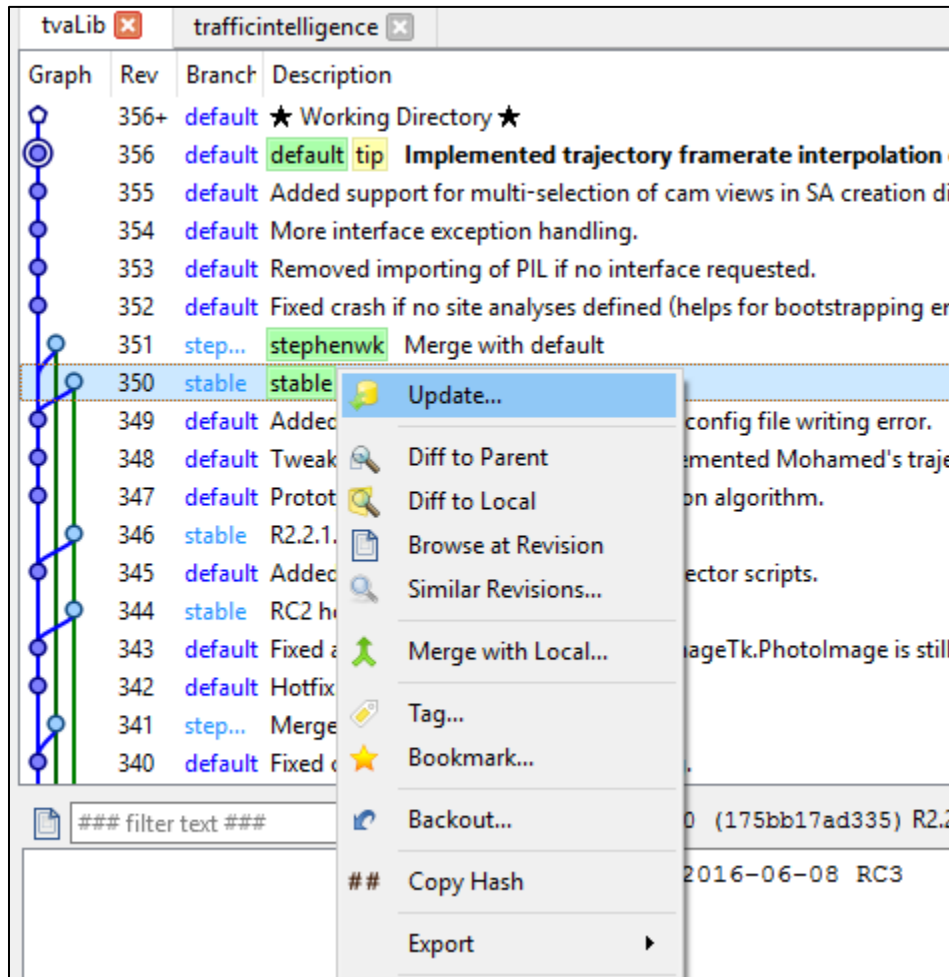 tvaLib trafficintelligence
Graph Rev Branch Description
356+ default ★ Working Directory ★
356 default default tip Implemented trajectory framerate interpolation
355 default Added support for multi-selection of cam views in SA creation di
354 default More interface exception handling.
353 default Removed importing of PIL if no interface requested.
352 default Fixed crash if no site analyses defined (helps for bootstrapping er
351 step... stephenwk Merge with default
350 stable stable
Update...
349 default Added config file writing error.
348 default Tweak emented Mohamed's traje
Diff to Parent
347 default Protot on algorithm.
Diff to Local
346 stable R2.2.1.
Browse at Revision
345 default Added ector scripts.
Similar Revisions...
344 stable RC2 h
343 default Fixed a ageTk.PhotoImage is still
Merge with Local...
342 default Hotfix
341 step... Merge
Tag...
340 default Fixed
Bookmark...
### filter text ### 0 (175bb17ad335) R2.2
Backout...
2016-06-08 RC3
## Copy Hash
Export